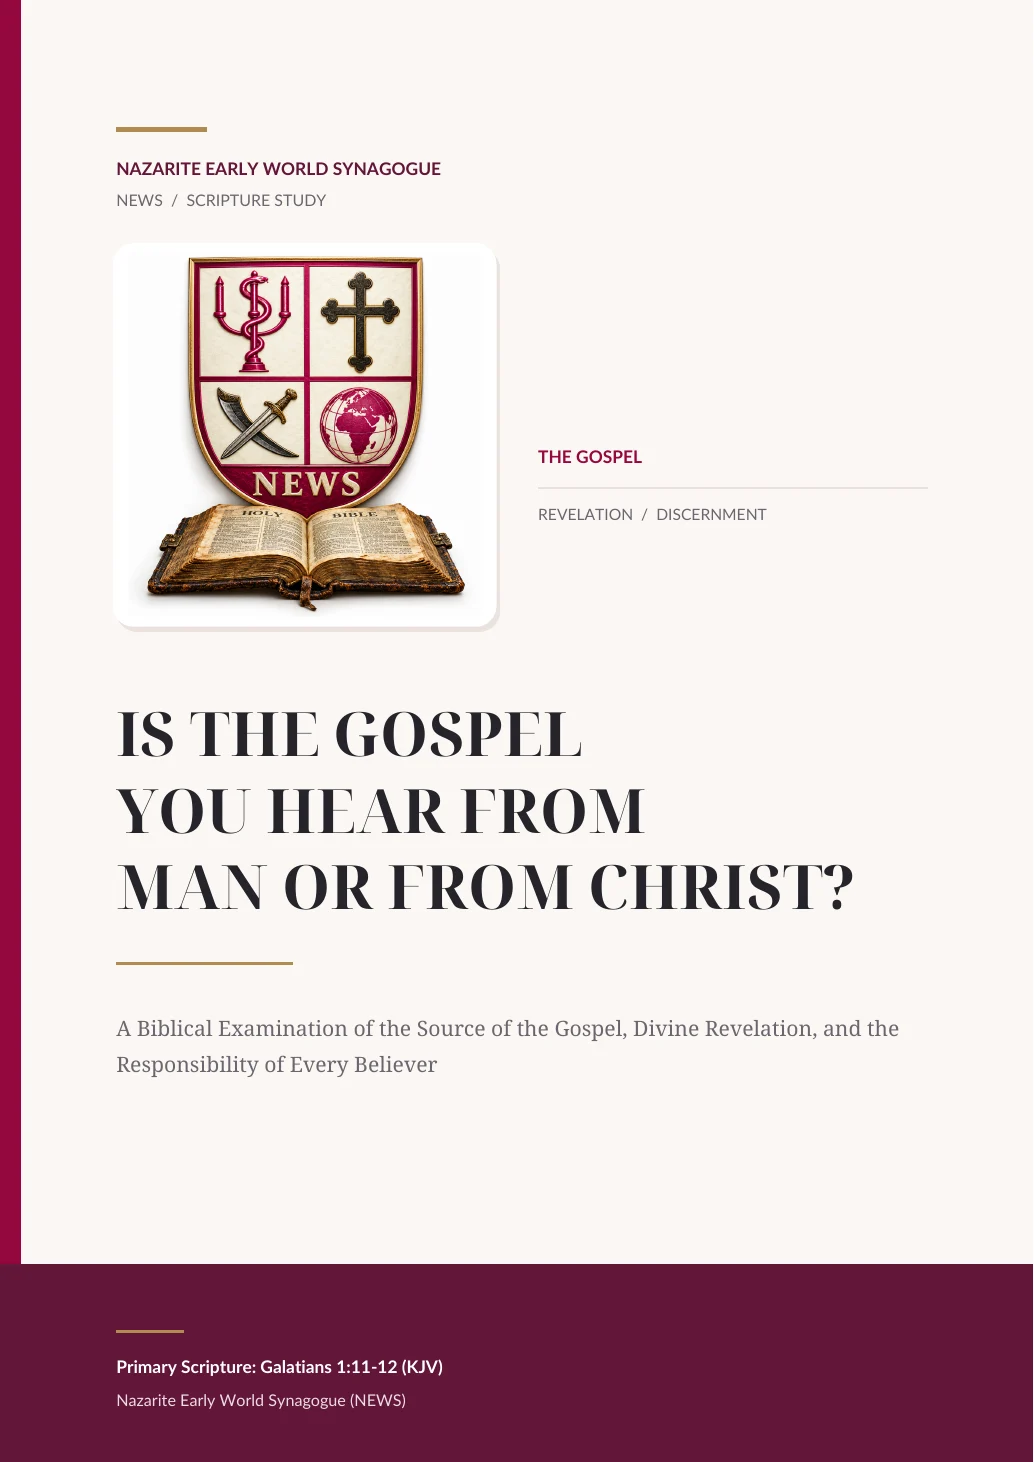 NAZARITE EARLY WORLD SYNAGOGUE
NEWS / SCRIPTURE STUDY
NEWS
HOLY BIBLE
THE GOSPEL
REVELATION / DISCERNMENT
IS THE GOSPEL
YOU HEAR FROM
MAN OR FROM CHRIST?
A Biblical Examination of the Source of the Gospel, Divine Revelation, and the
Responsibility of Every Believer
Primary Scripture: Galatians 1:11-12 (KJV)
Nazarite Early World Synagogue (NEWS)